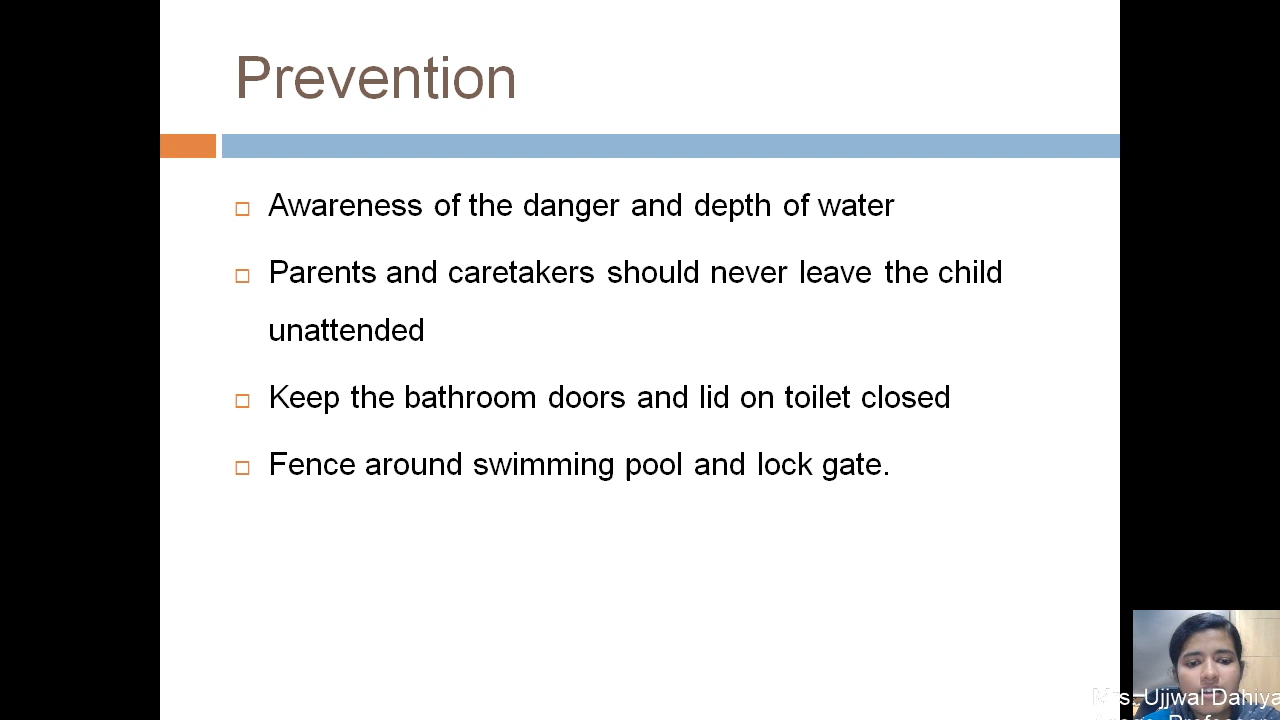 Prevention
Awareness of the danger and depth of water
Parents and caretakers should never leave the child
unattended
Keep the bathroom doors and lid on toilet closed
Fence around swimming pool and lock gate.
Mrs. Ujjwal Dahiya